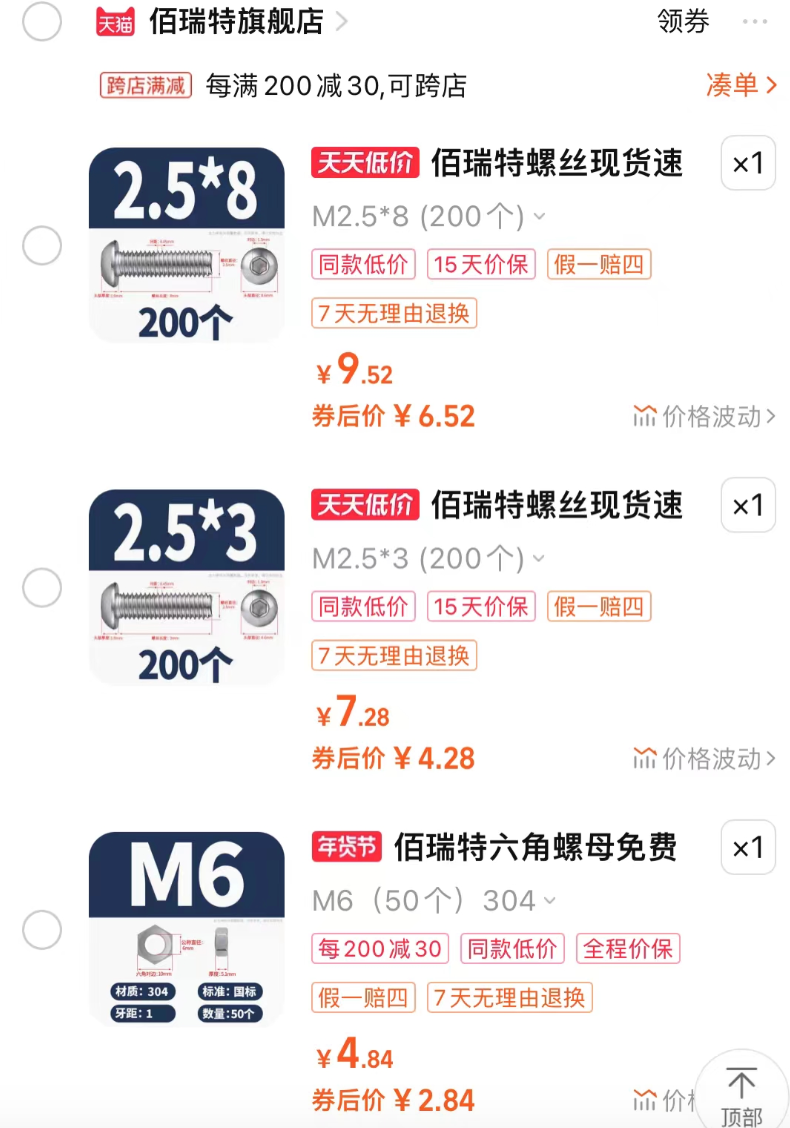 天猫 佰瑞特旗舰店 领券
跨店满减 每满200减30,可跨店 凑单
2.5*8
200个
天天低价 佰瑞特螺丝现货速 ×1
M2.5*8 (200个)
同款低价 15天价保 假一赔四
7天无理由退换
¥9.52
券后价 ¥6.52 价格波动
2.5*3
200个
天天低价 佰瑞特螺丝现货速 ×1
M2.5*3 (200个)
同款低价 15天价保 假一赔四
7天无理由退换
¥7.28
券后价 ¥4.28 价格波动
M6
材质：304 标准：国标
牙距：1 数量：50个
年货节 佰瑞特六角螺母免费 ×1
M6（50个）304
每200减30 同款低价 全程价保
假一赔四 7天无理由退换
¥4.84
券后价 ¥2.84
顶部